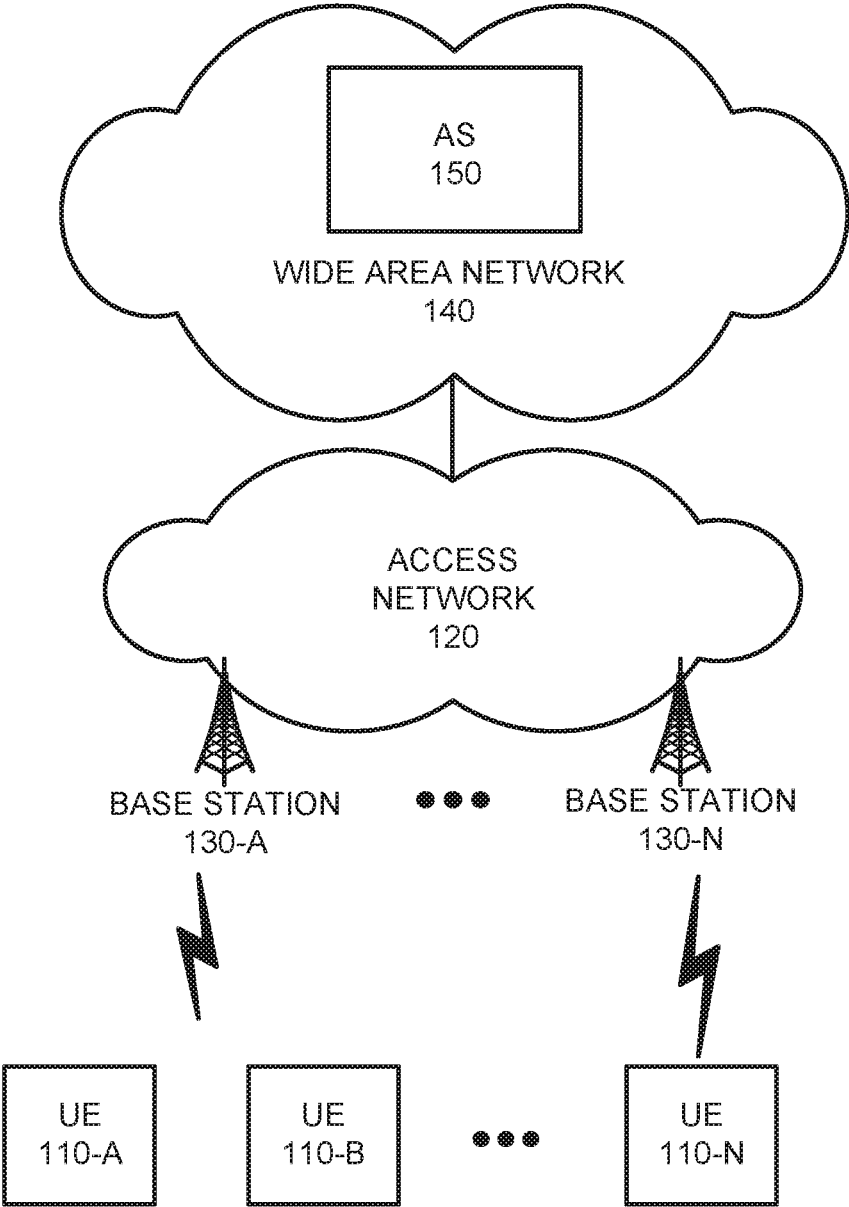 AS
150
WIDE AREA NETWORK
140
ACCESS
NETWORK
120
BASE STATION
130-A
BASE STATION
130-N
UE
110-A
UE
110-B
UE
110-N